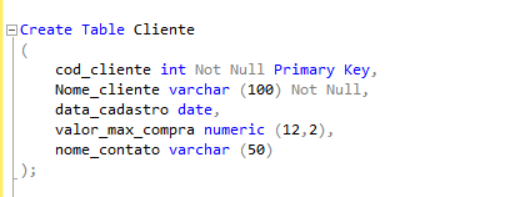 Create Table Cliente
(
cod_cliente int Not Null Primary Key,
Nome_cliente varchar (100) Not Null,
data_cadastro date,
valor_max_compra numeric (12,2),
nome_contato varchar (50)
);